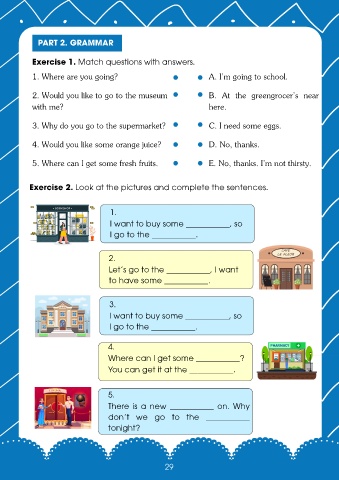 PART 2. GRAMMAR
Exercise 1. Match questions with answers.
1. Where are you going?
A. I'm going to school.
2. Would you like to go to the museum
with me?
B. At the greengrocer's near
here.
3. Why do you go to the supermarket?
C. I need some eggs.
4. Would you like some orange juice?
D. No, thanks.
5. Where can I get some fresh fruits.
E. No, thanks. I'm not thirsty.
Exercise 2. Look at the pictures and complete the sentences.
1.
I want to buy some __________, so
I go to the __________.
2.
Let's go to the __________, I want
to have some __________.
3.
I want to buy some __________, so
I go to the __________.
4.
Where can I get some __________?
You can get it at the __________.
PHARMACY
5.
There is a new __________ on. Why
don't we go to the __________
tonight?
29